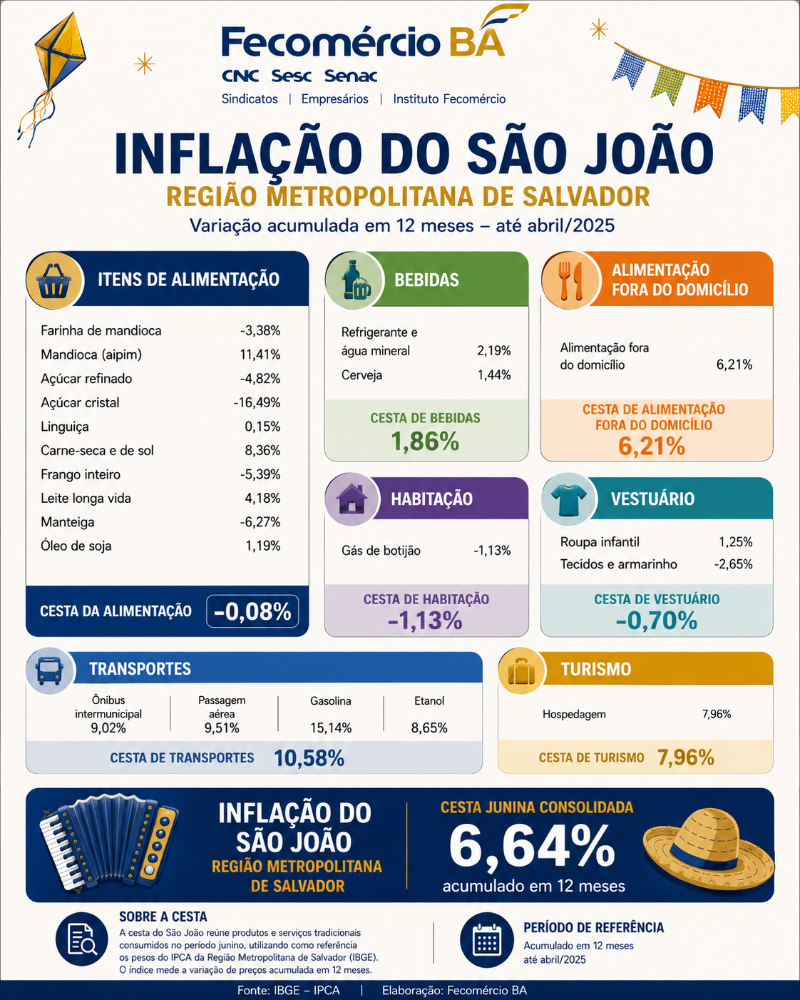 Fecomércio BA
CNC Sesc Senac
Sindicatos | Empresários | Instituto Fecomércio
INFLAÇÃO DO SÃO JOÃO
REGIÃO METROPOLITANA DE SALVADOR
Variação acumulada em 12 meses – até abril/2025
ITENS DE ALIMENTAÇÃO
Farinha de mandioca -3,38%
Mandioca (aipim) 11,41%
Açúcar refinado -4,82%
Açúcar cristal -16,49%
Linguiça 0,15%
Carne-seca e de sol 8,36%
Frango inteiro -5,39%
Leite longa vida 4,18%
Manteiga -6,27%
Óleo de soja 1,19%
CESTA DA ALIMENTAÇÃO -0,08%
BEBIDAS
Refrigerante e
água mineral 2,19%
Cerveja 1,44%
CESTA DE BEBIDAS
1,86%
ALIMENTAÇÃO
FORA DO DOMICÍLIO
Alimentação fora
do domicílio 6,21%
CESTA DE ALIMENTAÇÃO
FORA DO DOMICÍLIO
6,21%
HABITAÇÃO
Gás de botijão -1,13%
CESTA DE HABITAÇÃO
-1,13%
VESTUÁRIO
Roupa infantil 1,25%
Tecidos e armarinho -2,65%
CESTA DE VESTUÁRIO
-0,70%
TRANSPORTES
Ônibus
intermunicipal
9,02%
Passagem
aérea
9,51%
Gasolina
15,14%
Etanol
8,65%
CESTA DE TRANSPORTES 10,58%
TURISMO
Hospedagem 7,96%
CESTA DE TURISMO 7,96%
INFLAÇÃO DO
SÃO JOÃO
REGIÃO METROPOLITANA
DE SALVADOR
CESTA JUNINA CONSOLIDADA
6,64%
acumulado em 12 meses
SOBRE A CESTA
A cesta do São João reúne produtos e serviços tradicionais
consumidos no período junino, utilizando como referência
os pesos do IPCA da Região Metropolitana de Salvador (IBGE).
O índice mede a variação de preços acumulada em 12 meses.
PERÍODO DE REFERÊNCIA
Acumulado em 12 meses
até abril/2025
Fonte: IBGE – IPCA | Elaboração: Fecomércio BA